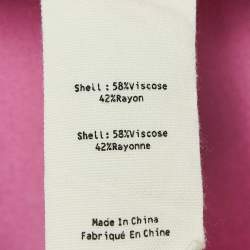 Shell : 58%Viscose
42%Rayon
Shell : 58%Viscose
42%Rayonne
Made In China
Fabriqué En Chine